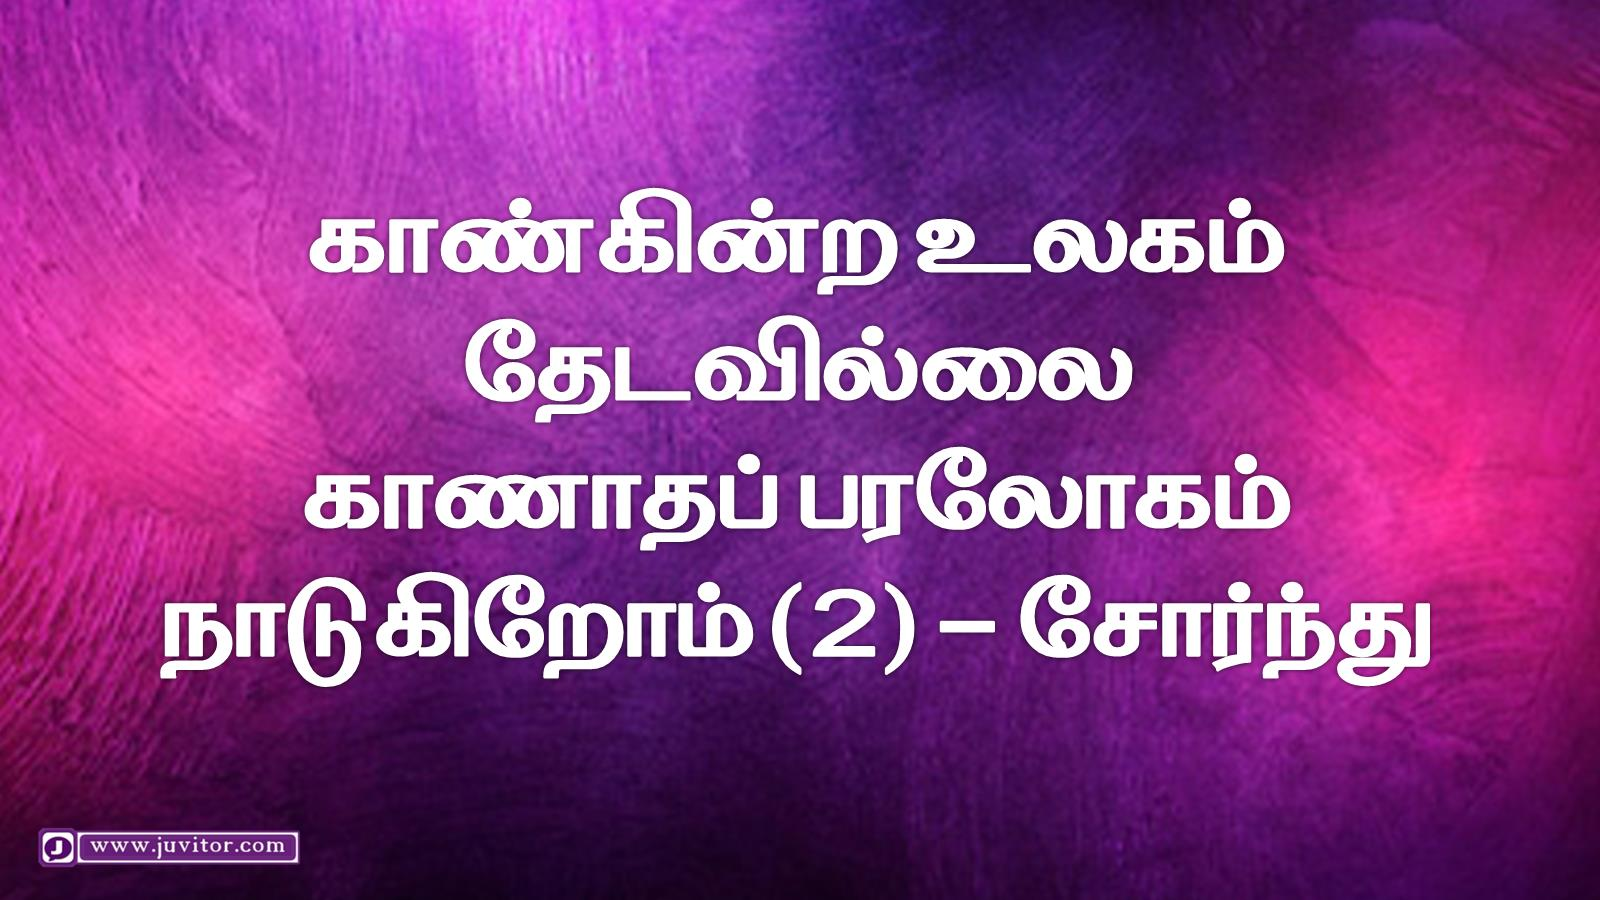 காண்கின்ற உலகம்
தேடவில்லை
காணாதப் பரலோகம்
நாடுகிறோம் (2) – சோர்ந்து
www.juvitor.com